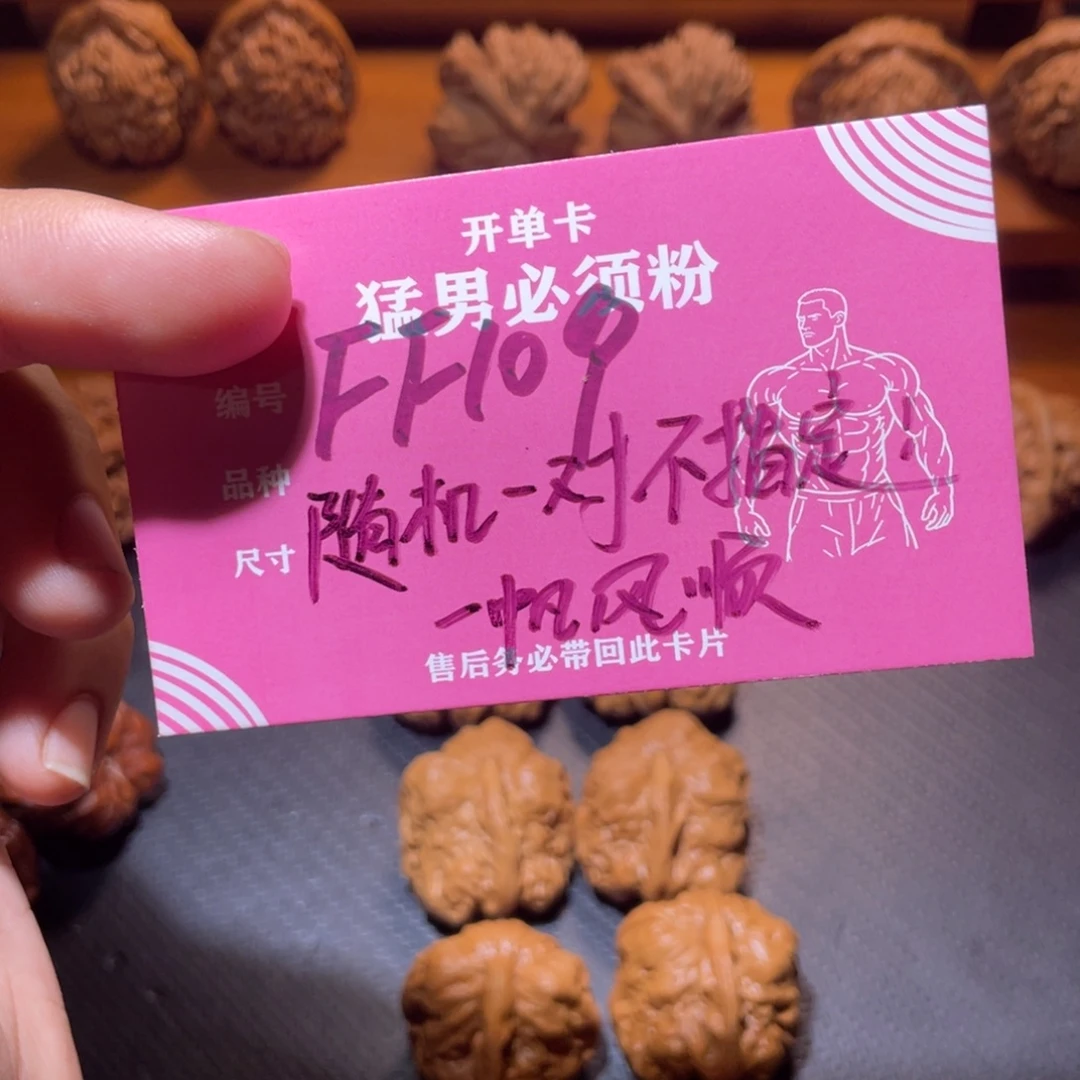 开单卡
猛男必须粉
编号 FF109
品种 随机一对不指定!
尺寸 一帆风顺
售后务必带回此卡片